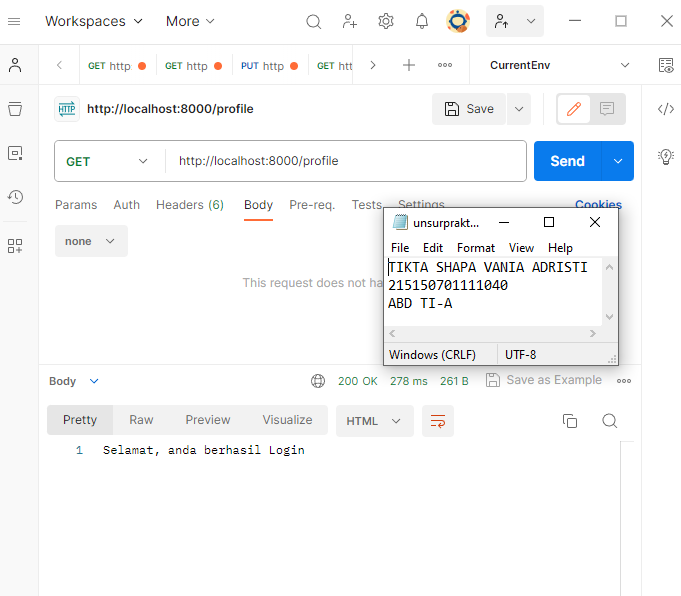 Workspaces More
GET http PUT http GET CurrentEnv
HTTP http://localhost:8000/profile Save
GET http://localhost:8000/profile Send
Params Auth Headers (6) Body Pre-req. Tests Settings Cookies
none
This request does not ha
unsurprakt...
File Edit Format View Help
TIKTA SHAPA VANIA ADRISTI
215150701111040
ABD TI-A
Windows (CRLF) UTF-8
Body 200 OK 278 ms 261 B Save as Example
Pretty Raw Preview Visualize HTML
1 Selamat, anda berhasil Login